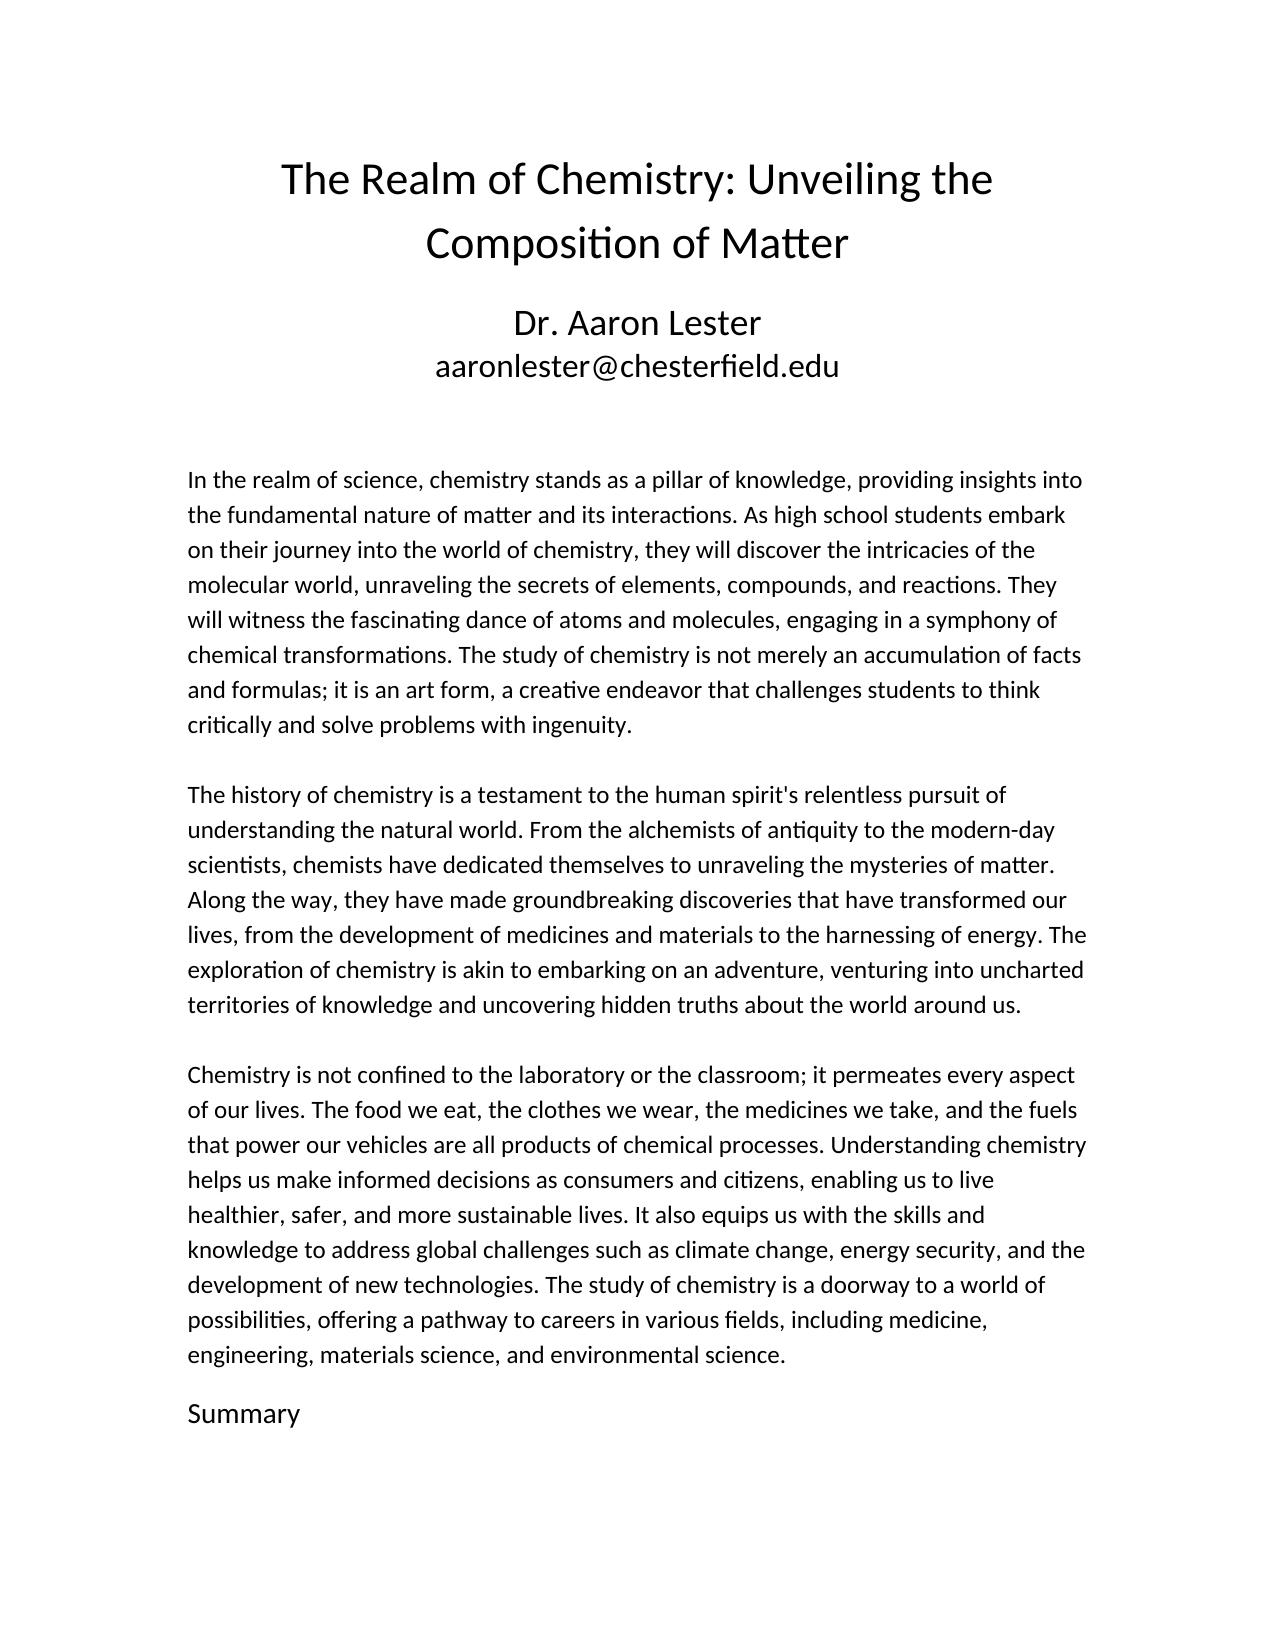 The Realm of Chemistry: Unveiling the
Composition of Matter
Dr. Aaron Lester
aaronlester@chesterfield.edu
In the realm of science, chemistry stands as a pillar of knowledge, providing insights into
the fundamental nature of matter and its interactions. As high school students embark
on their journey into the world of chemistry, they will discover the intricacies of the
molecular world, unraveling the secrets of elements, compounds, and reactions. They
will witness the fascinating dance of atoms and molecules, engaging in a symphony of
chemical transformations. The study of chemistry is not merely an accumulation of facts
and formulas; it is an art form, a creative endeavor that challenges students to think
critically and solve problems with ingenuity.
The history of chemistry is a testament to the human spirit's relentless pursuit of
understanding the natural world. From the alchemists of antiquity to the modern-day
scientists, chemists have dedicated themselves to unraveling the mysteries of matter.
Along the way, they have made groundbreaking discoveries that have transformed our
lives, from the development of medicines and materials to the harnessing of energy. The
exploration of chemistry is akin to embarking on an adventure, venturing into uncharted
territories of knowledge and uncovering hidden truths about the world around us.
Chemistry is not confined to the laboratory or the classroom; it permeates every aspect
of our lives. The food we eat, the clothes we wear, the medicines we take, and the fuels
that power our vehicles are all products of chemical processes. Understanding chemistry
helps us make informed decisions as consumers and citizens, enabling us to live
healthier, safer, and more sustainable lives. It also equips us with the skills and
knowledge to address global challenges such as climate change, energy security, and the
development of new technologies. The study of chemistry is a doorway to a world of
possibilities, offering a pathway to careers in various fields, including medicine,
engineering, materials science, and environmental science.
Summary